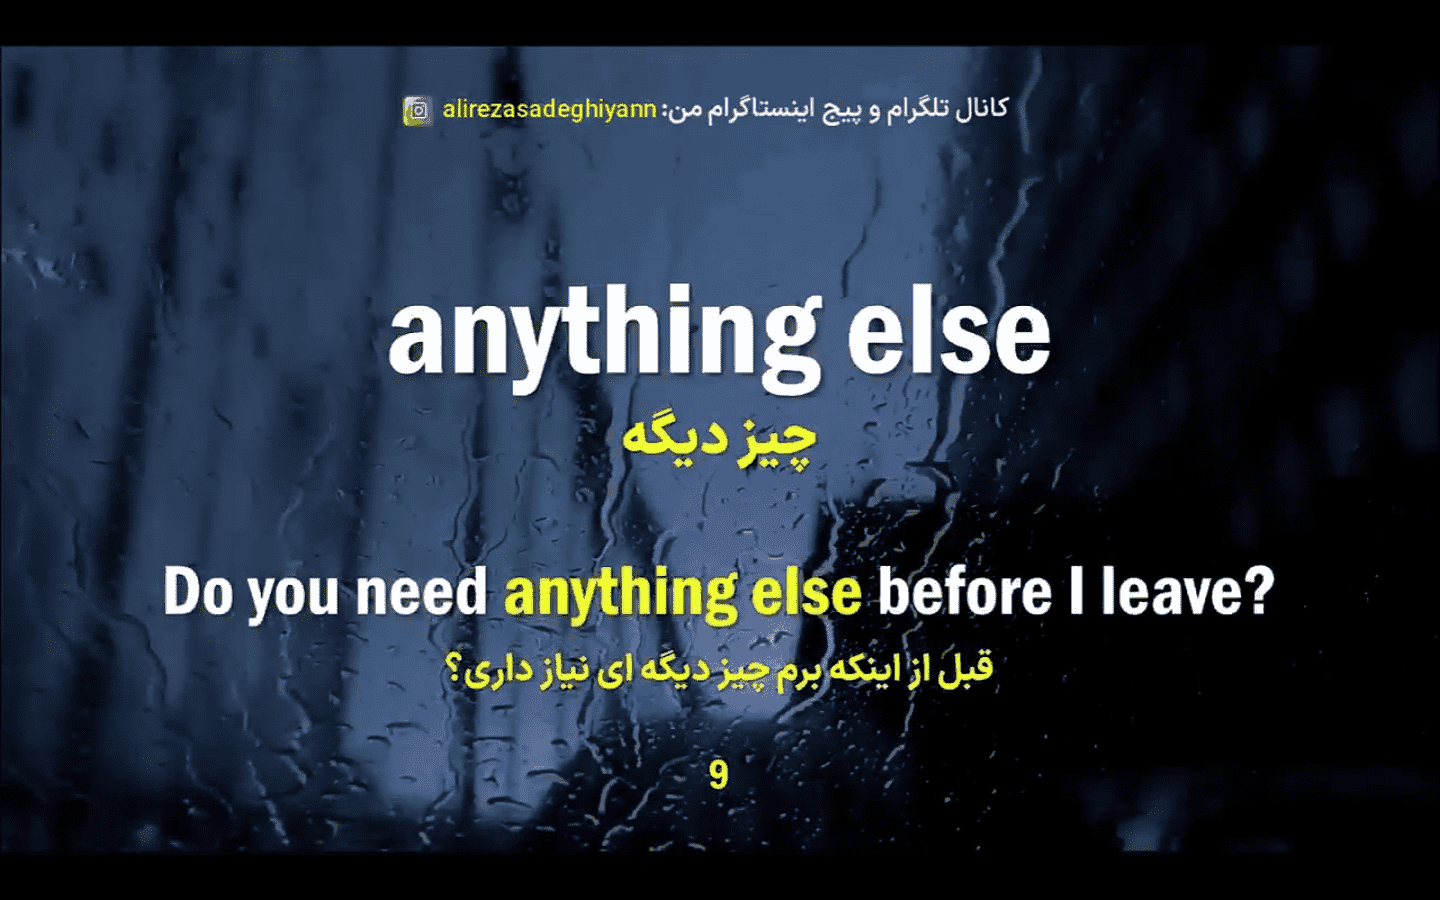 کانال تلگرام و پیج اینستاگرام من: alirezasadeghiyann
anything else
چیز دیگه
Do you need anything else before I leave?
قبل از اینکه برم چیز دیگه ای نیاز داری؟
9